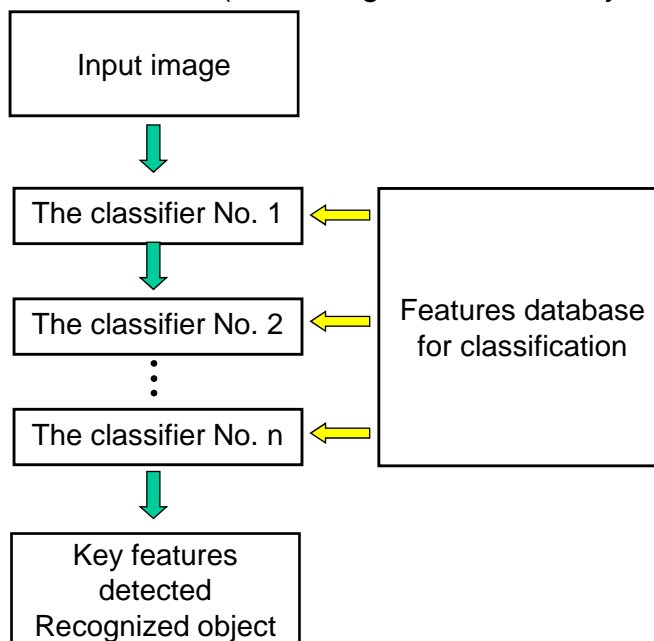 Input image
The classifier No. 1
The classifier No. 2
Features database
for classification
The classifier No. n
Key features
detected
Recognized object